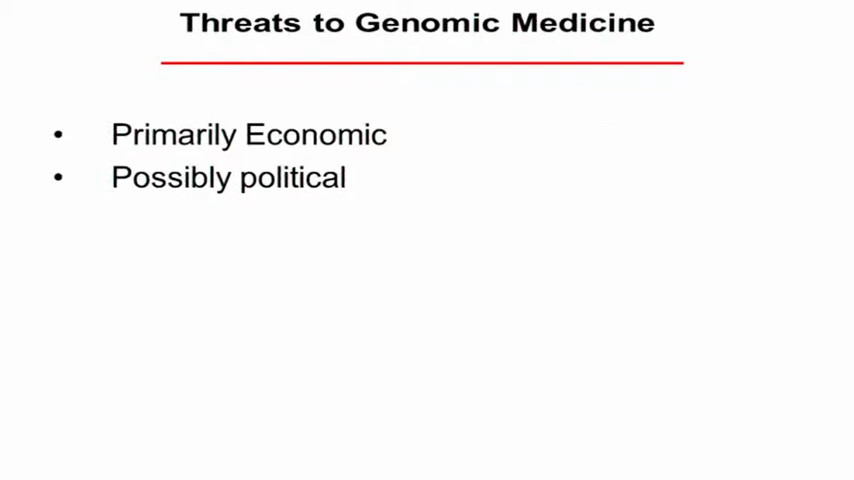 Threats to Genomic Medicine
• Primarily Economic
• Possibly political